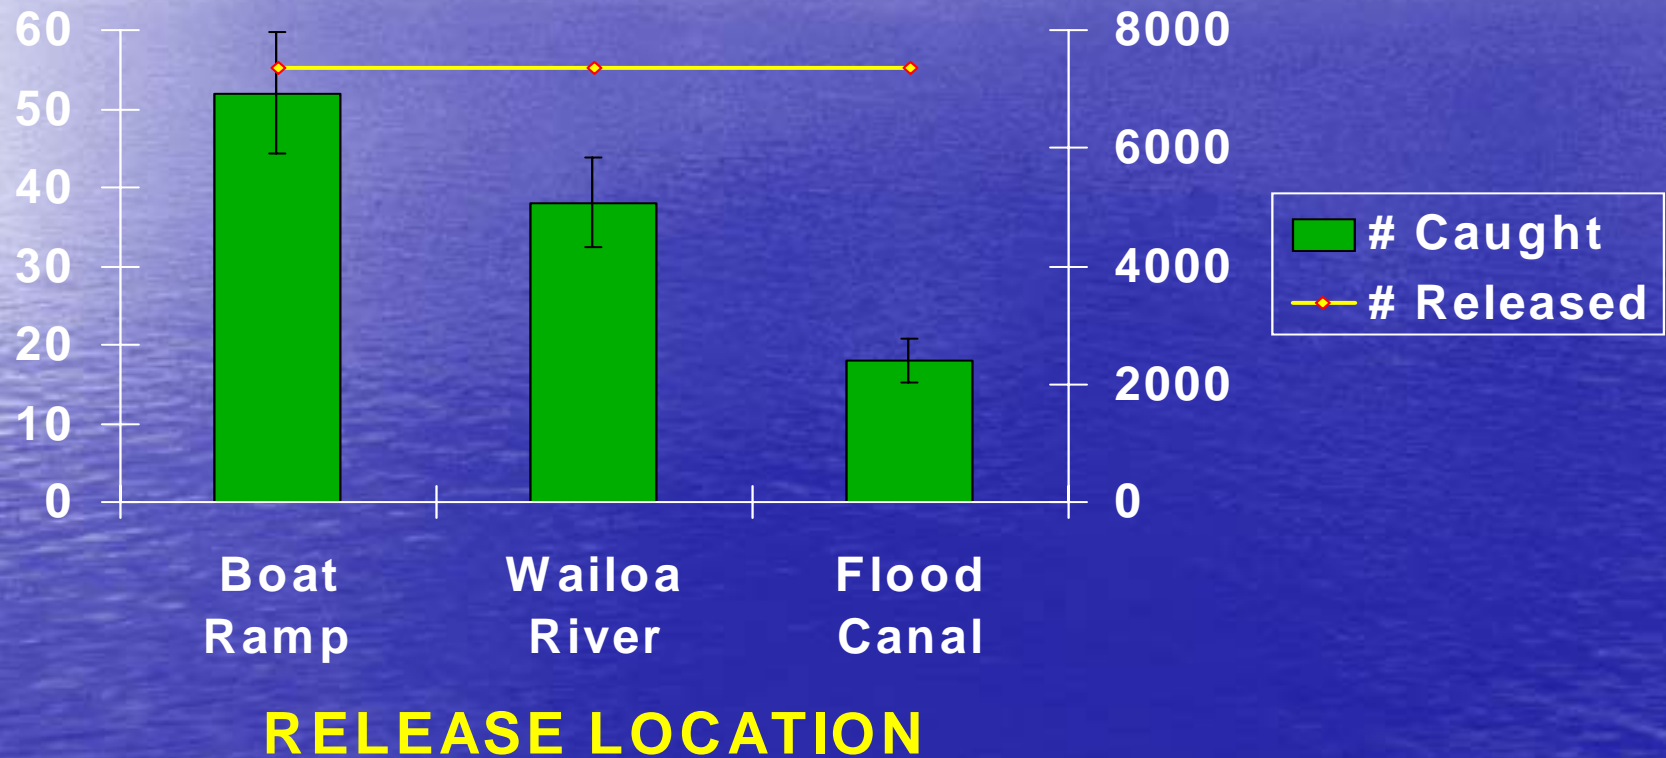 60
50
40
30
20
10
0
8000
6000
4000
2000
0
# Caught
# Released
Boat
Ramp
Wailoa
River
Flood
Canal
RELEASE LOCATION